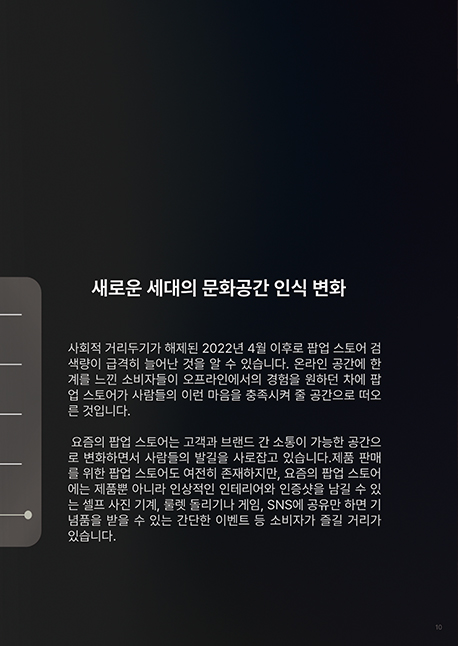 새로운 세대의 문화공간 인식 변화
사회적 거리두기가 해제된 2022년 4월 이후로 팝업 스토어 검
색량이 급격히 늘어난 것을 알 수 있습니다. 온라인 공간에 한
계를 느낀 소비자들이 오프라인에서의 경험을 원하던 차에 팝
업 스토어가 사람들의 이런 마음을 충족시켜 줄 공간으로 떠오
른 것입니다.
요즘의 팝업 스토어는 고객과 브랜드 간 소통이 가능한 공간으
로 변화하면서 사람들의 발길을 사로잡고 있습니다.제품 판매
를 위한 팝업 스토어도 여전히 존재하지만, 요즘의 팝업 스토어
에는 제품뿐 아니라 인상적인 인테리어와 인증샷을 남길 수 있
는 셀프 사진 기계, 룰렛 돌리기나 게임, SNS에 공유만 하면 기
념품을 받을 수 있는 간단한 이벤트 등 소비자가 즐길 거리가
있습니다.
10